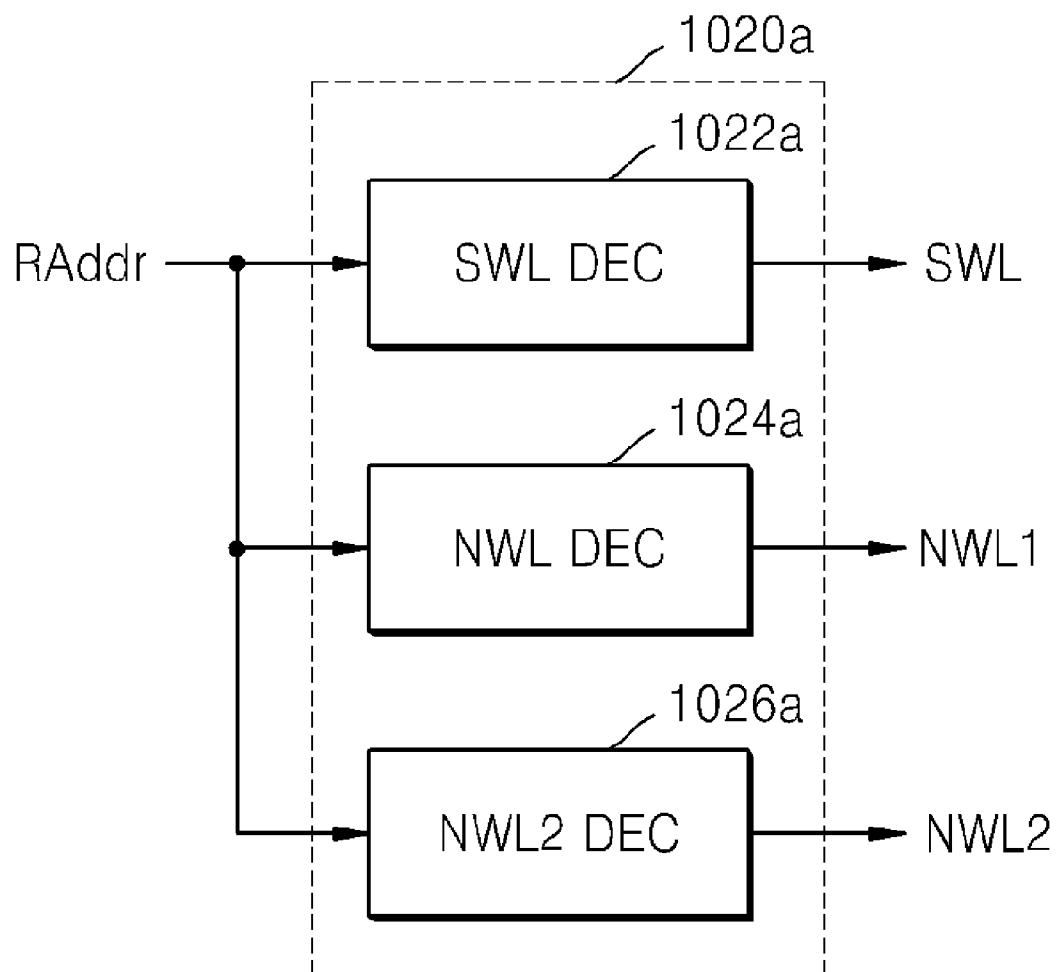 1020a
1022a
RAddr
SWL DEC
SWL
1024a
NWL DEC
NWL1
1026a
NWL2 DEC
NWL2